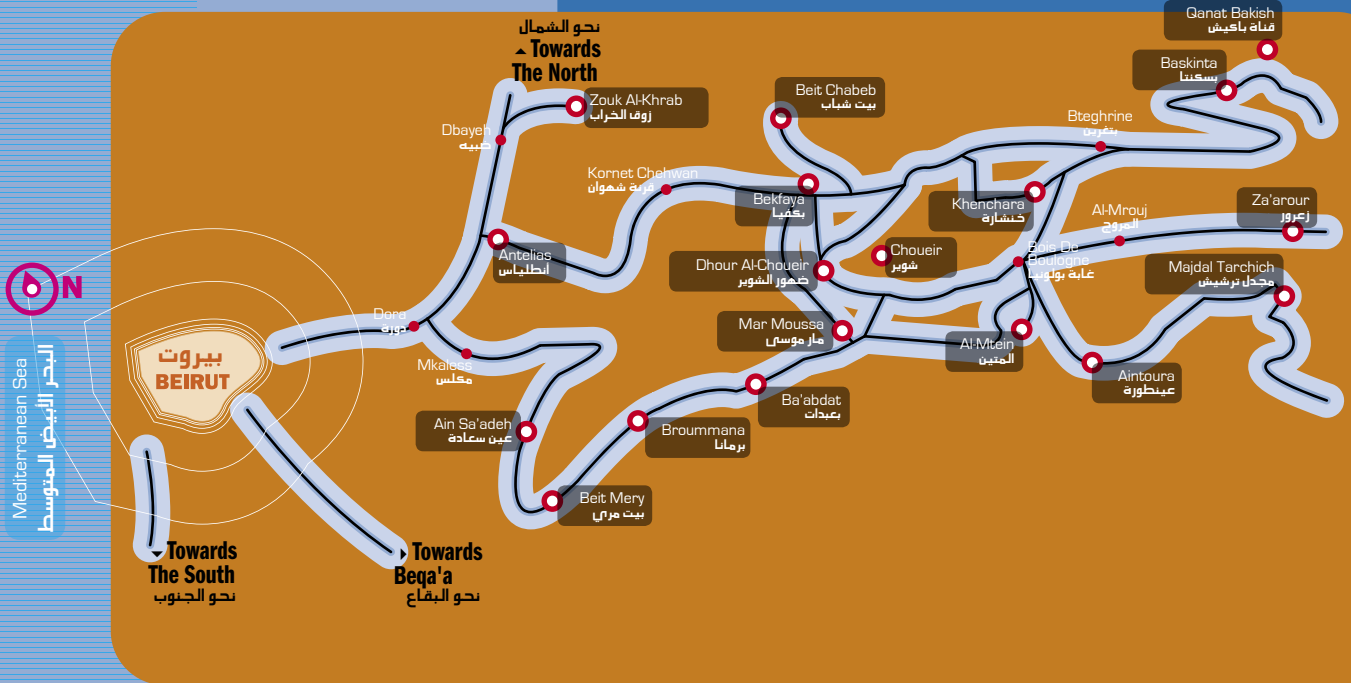 Qanat Bakish
قناة باكيش
نحو الشمال
Towards
The North
Baskinta
بسكنتا
Beit Chabeb
بيت شباب
Zouk Al-Khrab
زوق الخراب
Bteghrine
بتغرين
Dbayeh
ضبيه
Kornet Chehwan
قرنة شهوان
Bekfaya
بكفيا
Khenchara
خنشارة
Al-Mrouj
المروج
Za'arour
زعرور
Antelias
أنطلياس
Choueir
شوير
Bois De
Boulogne
غابة بولونيا
Dhour Al-Choueir
ضهور الشوير
Majdal Tarchich
مجدل ترشيش
N
Dora
دورة
Mar Moussa
مار موسى
Al-Mtein
المتين
بيروت
BEIRUT
Mkaless
مكلس
Aintoura
عينطورة
Ba'abdat
بعبدات
Ain Sa'adeh
عين سعادة
Broummana
برمانا
Mediterranean Sea
البحر الأبيض المتوسط
Beit Mery
بيت مري
Towards
The South
نحو الجنوب
Towards
Beqa'a
نحو البقاع